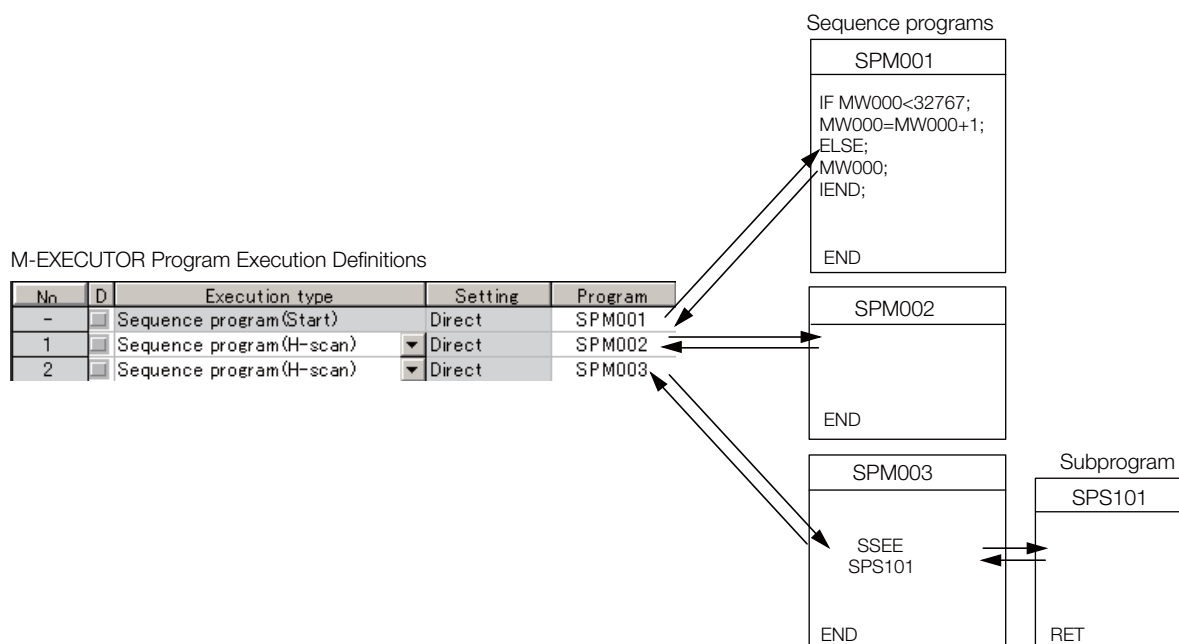 Sequence programs
SPM001
IF MW000<32767;
MW000=MW000+1;
ELSE;
MW000;
IEND;
END
M-EXECUTOR Program Execution Definitions
No D Execution type Setting Program
- Sequence program(Start) Direct SPM001
1 Sequence program(H-scan) Direct SPM002
2 Sequence program(H-scan) Direct SPM003
SPM002
END
SPM003
SSEE
SPS101
END
Subprogram
SPS101
RET